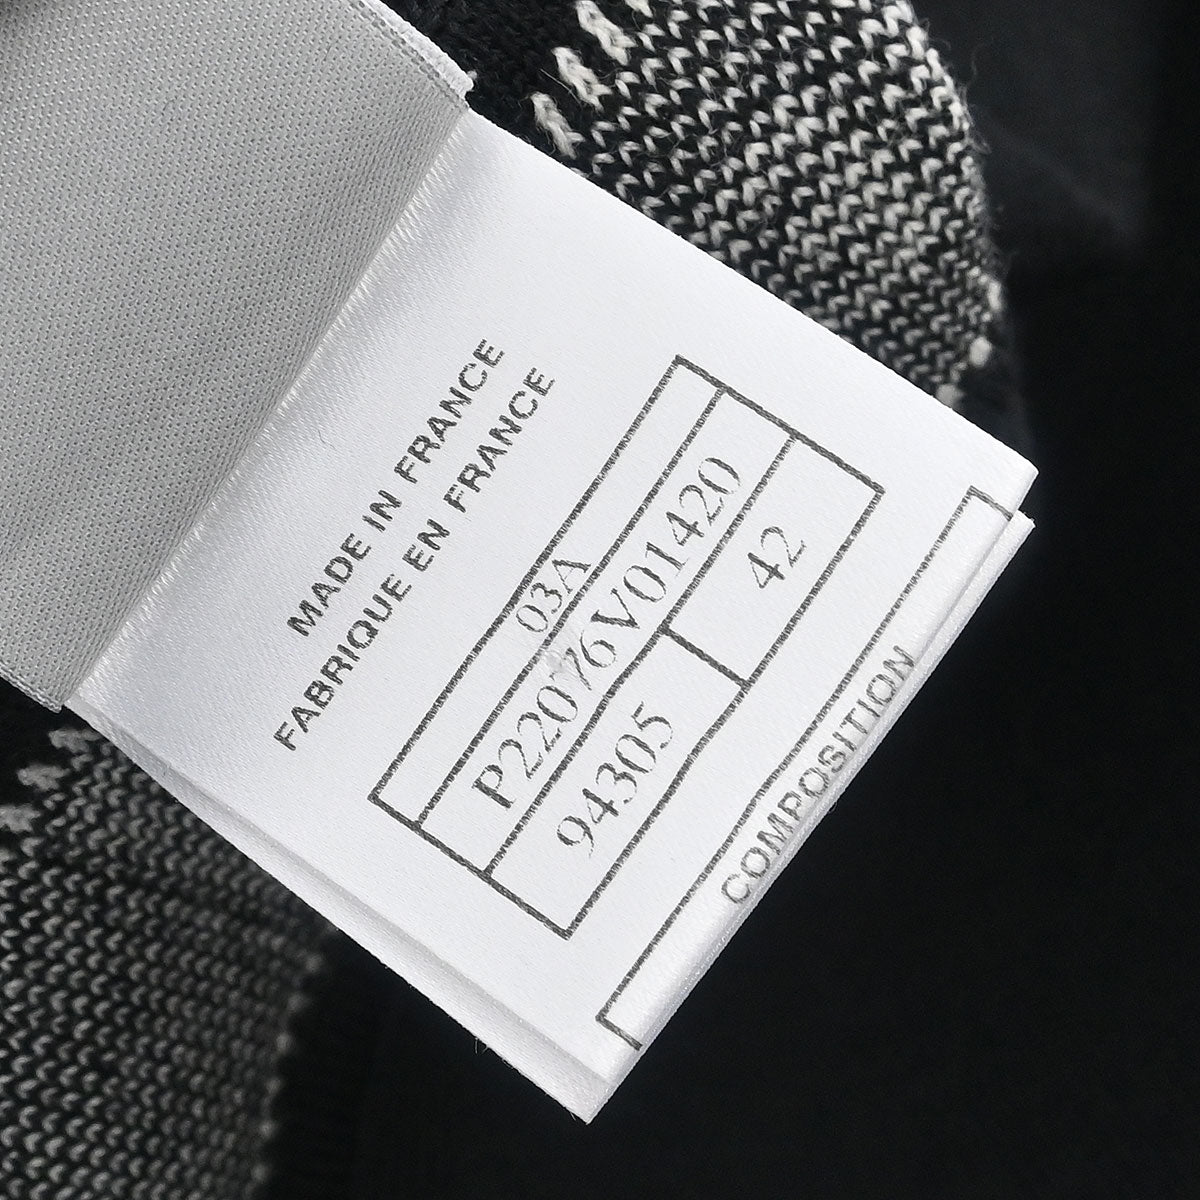 MADE IN FRANCE
FABRIQUE EN FRANCE
03A
P22076V01420
94305 42
COMPOSITION